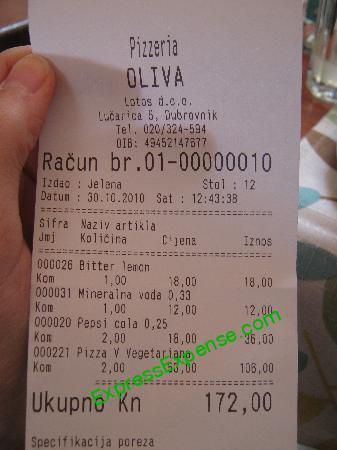 Pizzeria
OLIVA
Lotos d.o.o.
Lučarica 5, Dubrovnik
Tel. 020/324-594
OIB: 49452147677
Račun br.01-00000010
Izdao : Jelena Stol : 12
Datum : 30.10.2010 Sat : 12:43:38
Sifra Naziv artikla
Jmj Količina Cijena Iznos
000026 Bitter lemon
Kom 1,00 18,00 18,00
000031 Mineralna voda 0,33
Kom 1,00 12,00 12,00
000020 Pepsi cola 0,25
Kom 2,00 18,00 36,00
000221 Pizza V Vegetariana
Kom 2,00 53,00 106,00
Ukupno Kn 172,00
Specifikacija poreza
ExpressExpense.com